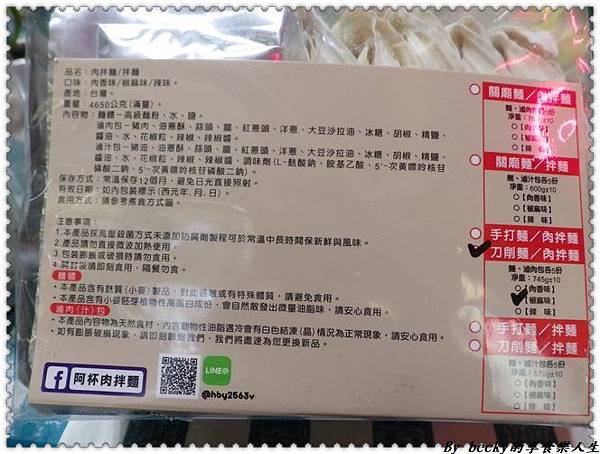 品名：肉拌麵/拌麵
口味：肉香味/椒麻味/辣味。
產地：台灣。
重量：4650公克(滿量)。
內容物：麵體－高級麵粉、水、鹽。
滷肉包－豬肉、油蔥酥、蒜頭、薑、紅蔥頭、洋蔥、大豆沙拉油、冰糖、胡椒、精鹽、
醬油、水、花椒粒、辣椒、辣椒醬。
滷汁包－豬油、油蔥酥、蒜頭、薑、紅蔥頭、洋蔥、大豆沙拉油、冰糖、胡椒、精鹽、
醬油、水、花椒粒、辣椒、辣椒醬、調味劑(L-麩酸鈉、胺基乙酸、5'-次黃嘌呤核苷
磷酸二鈉、5'-次黃嘌呤核苷磷酸二鈉)。
保存方式：常溫保存12個月，避免日光直接照射。
有效日期：如內包裝標示(西元年.月.日)。
食用方式：請參考煮食方式圖。
注意事項：
1.本產品採高壓殺菌方式未添加防腐劑製程可於常溫中長時間保新鮮與風味。
2.本產品請勿直接微波加熱使用。
3.包裝膨脹或破損時請勿食用。
4.開封後請即刻食用，隔餐勿食。
麵體
•本產品含有麩質(小麥)製品，對此過敏或有特殊體質，請避免食用。
•本產品含有小麥胚芽植物性高蛋白成份，會自然散發出微量油脂味，請安心食用。
滷肉(汁)包
•本產品內容物為天然食材，內含動物性油脂遇冷會有白色結凍(晶)情況為正常現象，請安心食用。
•如有膨脹破損現象，請即刻聯繫我們，我們將盡速為您更換新品。
阿杯肉拌麵
LINE@
@hby2563v
關廟麵／肉拌麵
麵、滷肉包各5份
【肉香味】
【椒麻味】
【辣 味】
關廟麵／拌麵
麵、滷汁包各5份
淨重：600g±10
【肉香味】
【椒麻味】
【辣 味】
手打麵／肉拌麵
刀削麵／肉拌麵
麵、滷肉包各5份
淨重：745g±10
【肉香味】
【椒麻味】
【辣 味】
手打麵／拌麵
刀削麵／拌麵
麵、滷汁包各5份
淨重：670g±10
【肉香味】
【椒麻味】
【辣 味】
By becky的享食樂人生